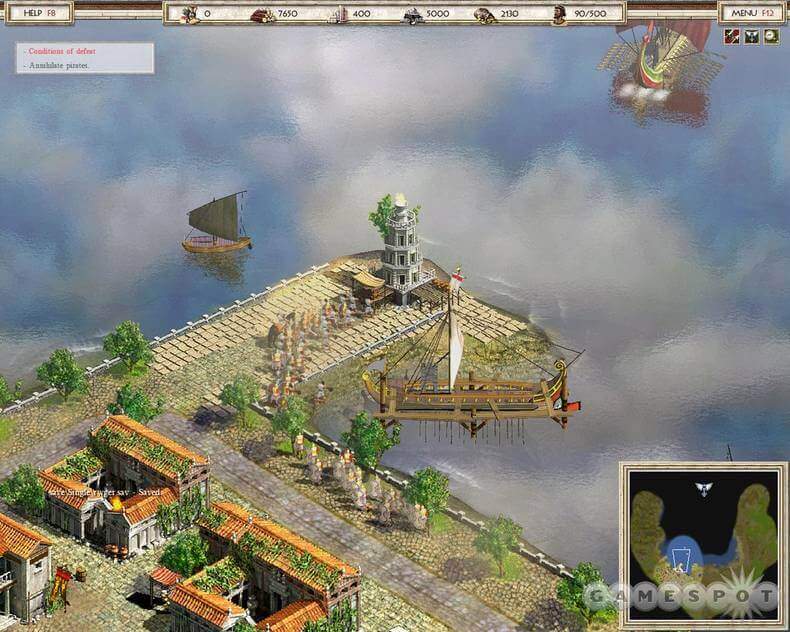 HELP F8
0 7650 400 5000 2130 90/500
MENU F12
- Conditions of defeat
- Annihilate pirates.
- Saved
GAMESPOT